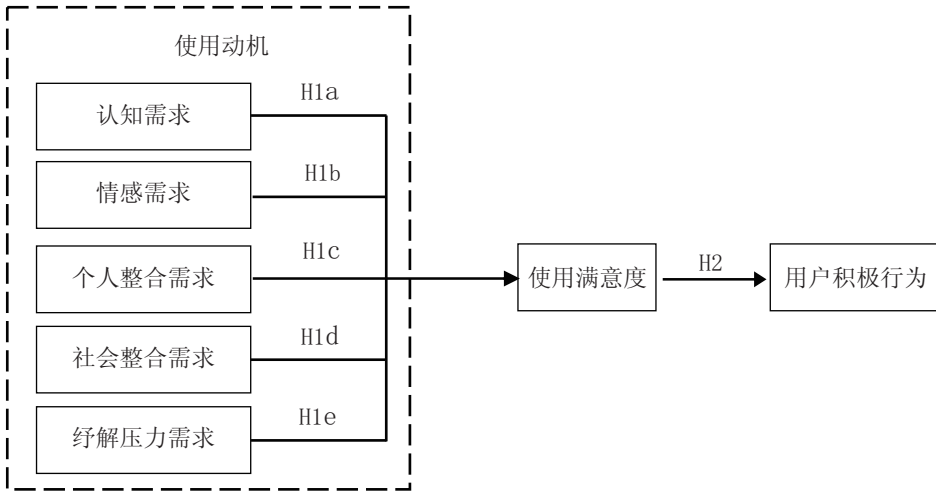 使用动机
认知需求
H1a
情感需求
H1b
个人整合需求
H1c
社会整合需求
H1d
纾解压力需求
H1e
使用满意度
H2
用户积极行为